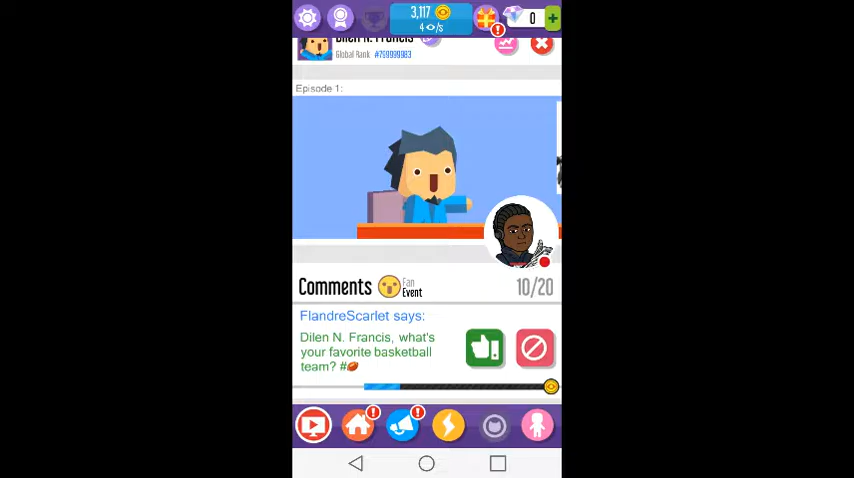 3,117
4 /s
0
Dilen N. Francis
Global Rank #799999983
Episode 1:
Comments
Fan
Event
10/20
FlandreScarlet says:
Dilen N. Francis, what's
your favorite basketball
team? #🏈